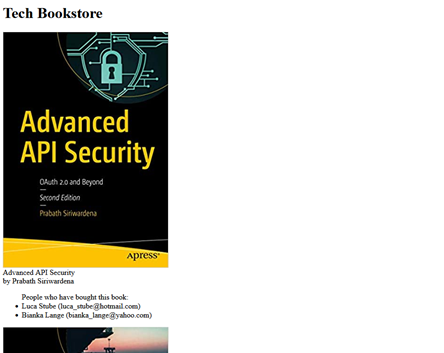 Tech Bookstore
Advanced
API Security
OAuth 2.0 and Beyond
Second Edition
Prabath Siriwardena
Apress®
Advanced API Security
by Prabath Siriwardena
People who have bought this book:
Luca Stube (luca_stube@hotmail.com)
Bianka Lange (bianka_lange@yahoo.com)